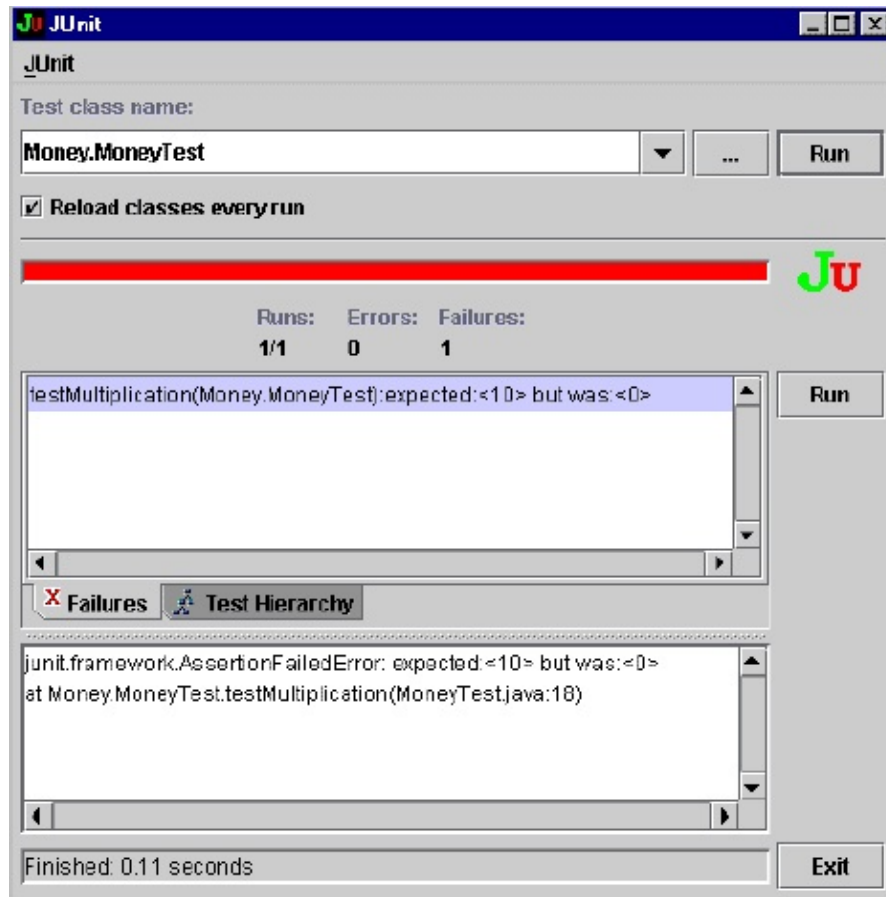 JU JUnit
JUnit
Test class name:
Money.MoneyTest
... Run
Reload classes every run
JU
Runs: Errors: Failures:
1/1 0 1
testMultiplication(Money.MoneyTest):expected:<10> but was:<0>
Run
X Failures Test Hierarchy
junit.framework.AssertionFailedError: expected:<10> but was:<0>
at Money.MoneyTest.testMultiplication(MoneyTest.java:18)
Finished: 0.11 seconds
Exit